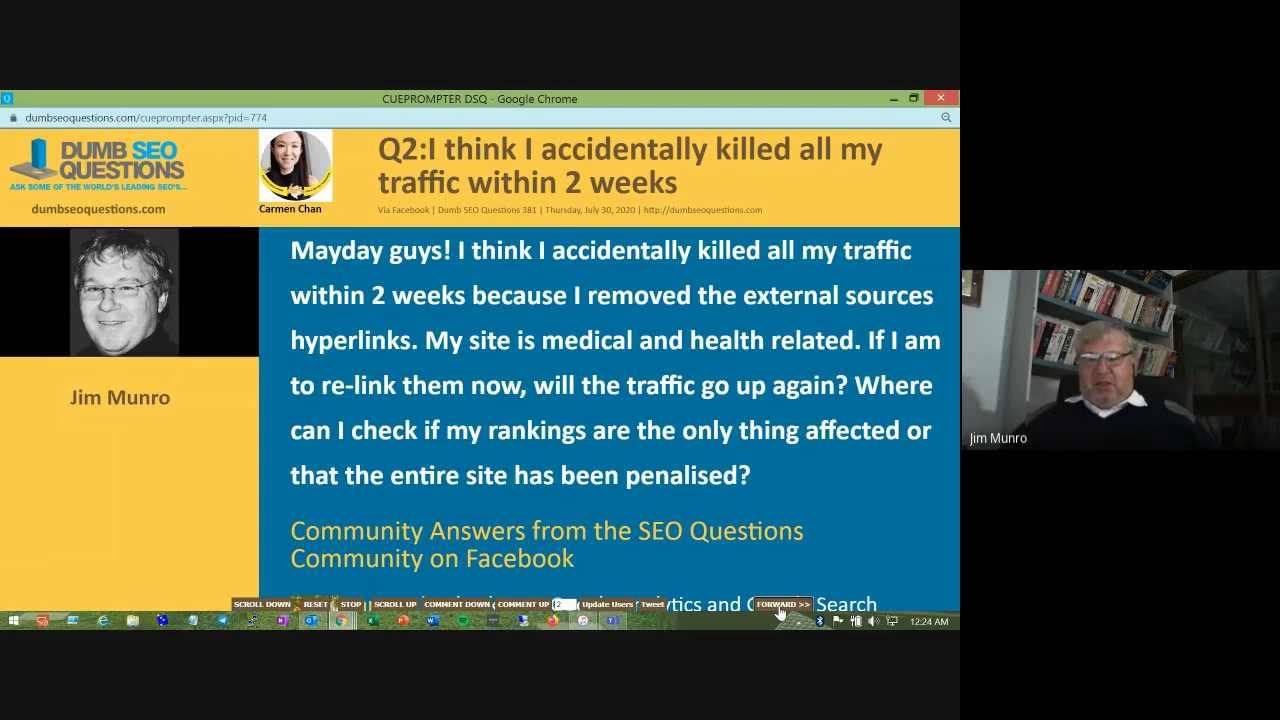 CUEPROMPTER DSQ - Google Chrome
dumbseoquestions.com/cueprompter.aspx?pid=774
DUMB SEO
QUESTIONS
ASK SOME OF THE WORLD'S LEADING SEO'S...
dumbseoquestions.com
Carmen Chan
Q2:I think I accidentally killed all my
traffic within 2 weeks
Via Facebook | Dumb SEO Questions 381 | Thursday, July 30, 2020 | http://dumbseoquestions.com
Jim Munro
Mayday guys! I think I accidentally killed all my traffic
within 2 weeks because I removed the external sources
hyperlinks. My site is medical and health related. If I am
to re-link them now, will the traffic go up again? Where
can I check if my rankings are the only thing affected or
that the entire site has been penalised?
Community Answers from the SEO Questions
Community on Facebook
SCROLL DOWN RESET STOP SCROLL UP COMMENT DOWN COMMENT UP 2 Update Users Tweet lytics and FORWARD >> Search
12:24 AM
Jim Munro